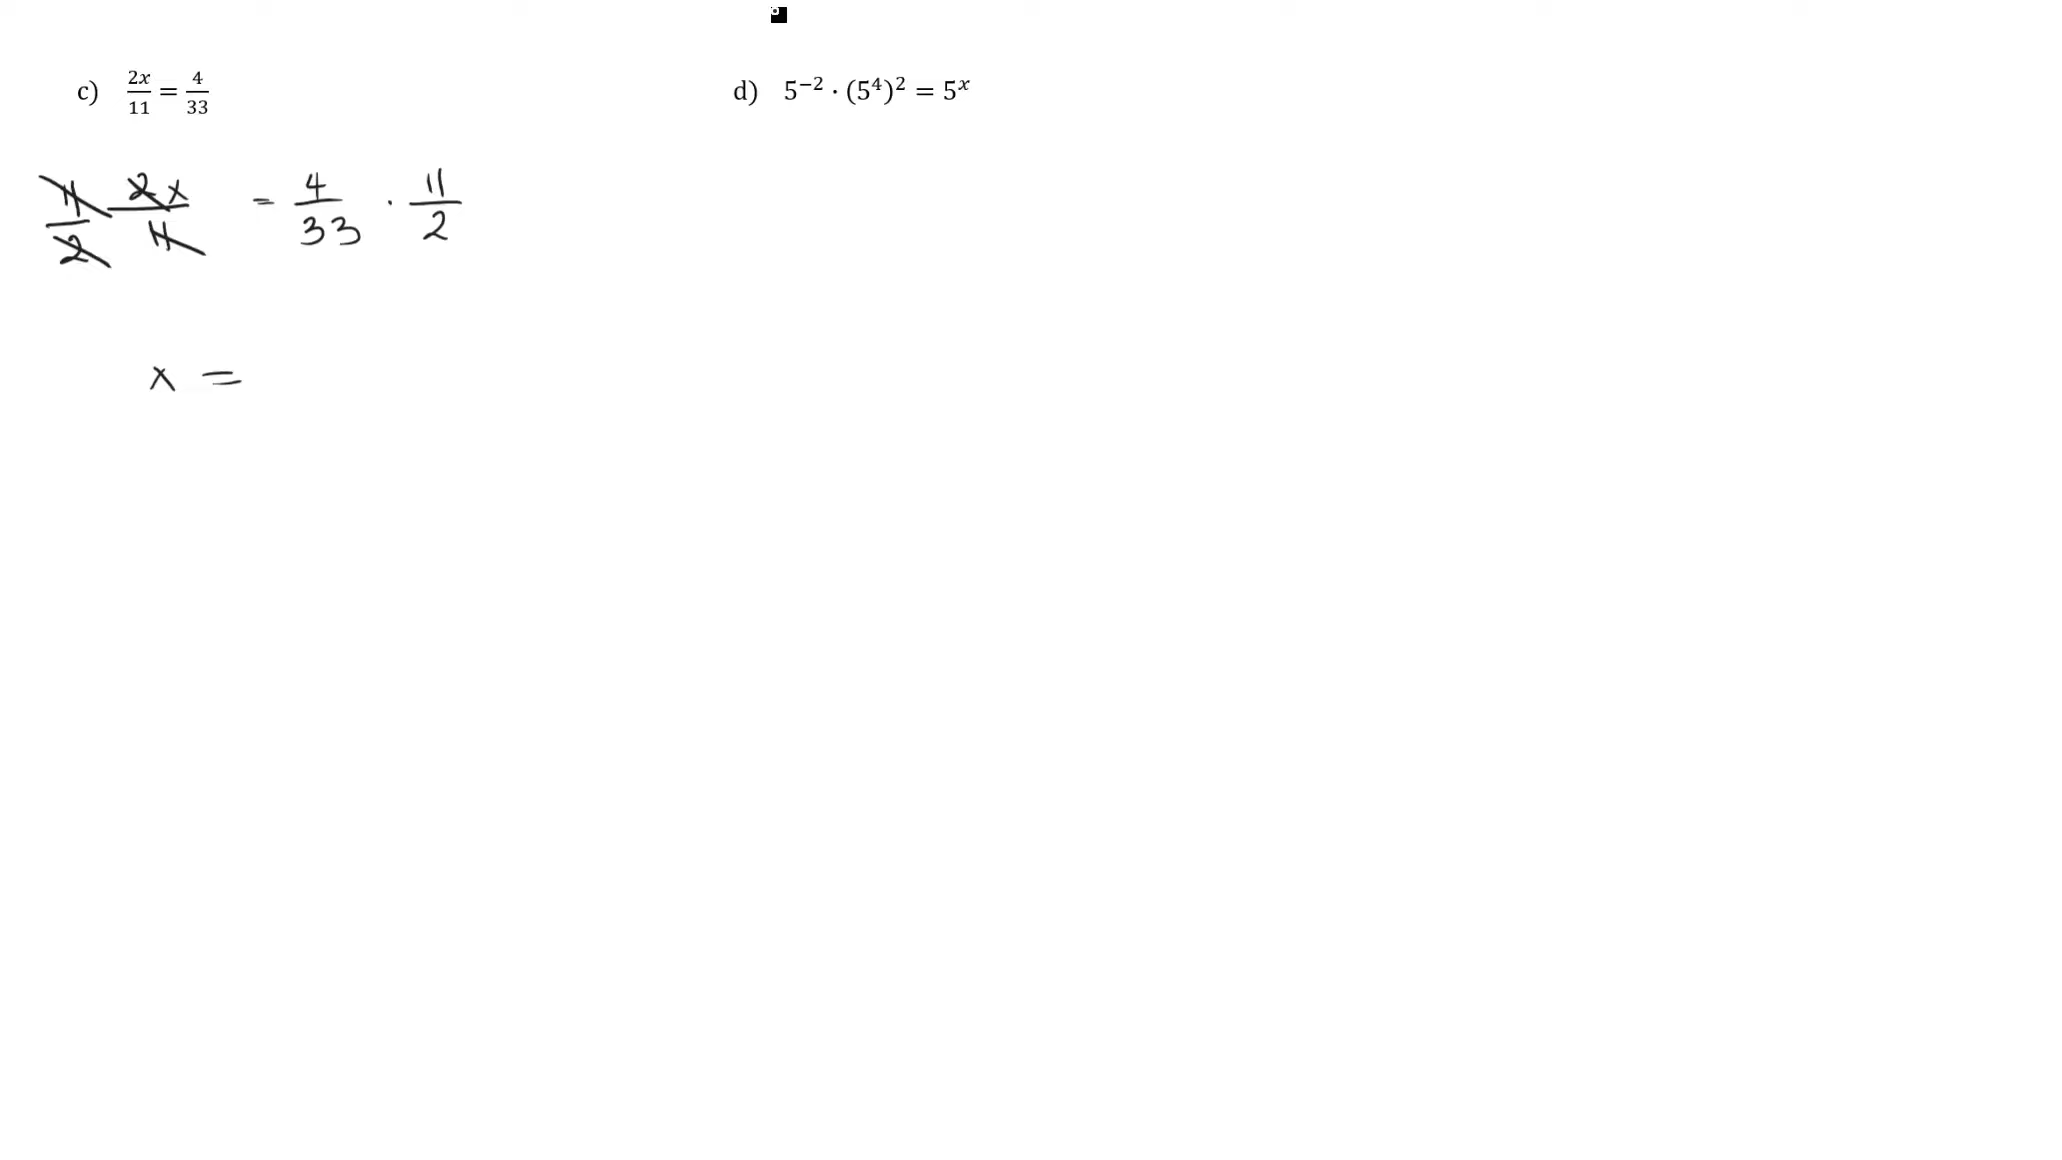 c) 2x/11 = 4/33
d) 5⁻² · (5⁴)² = 5ˣ
11/2 2x/11 = 4/33 · 11/2
x =